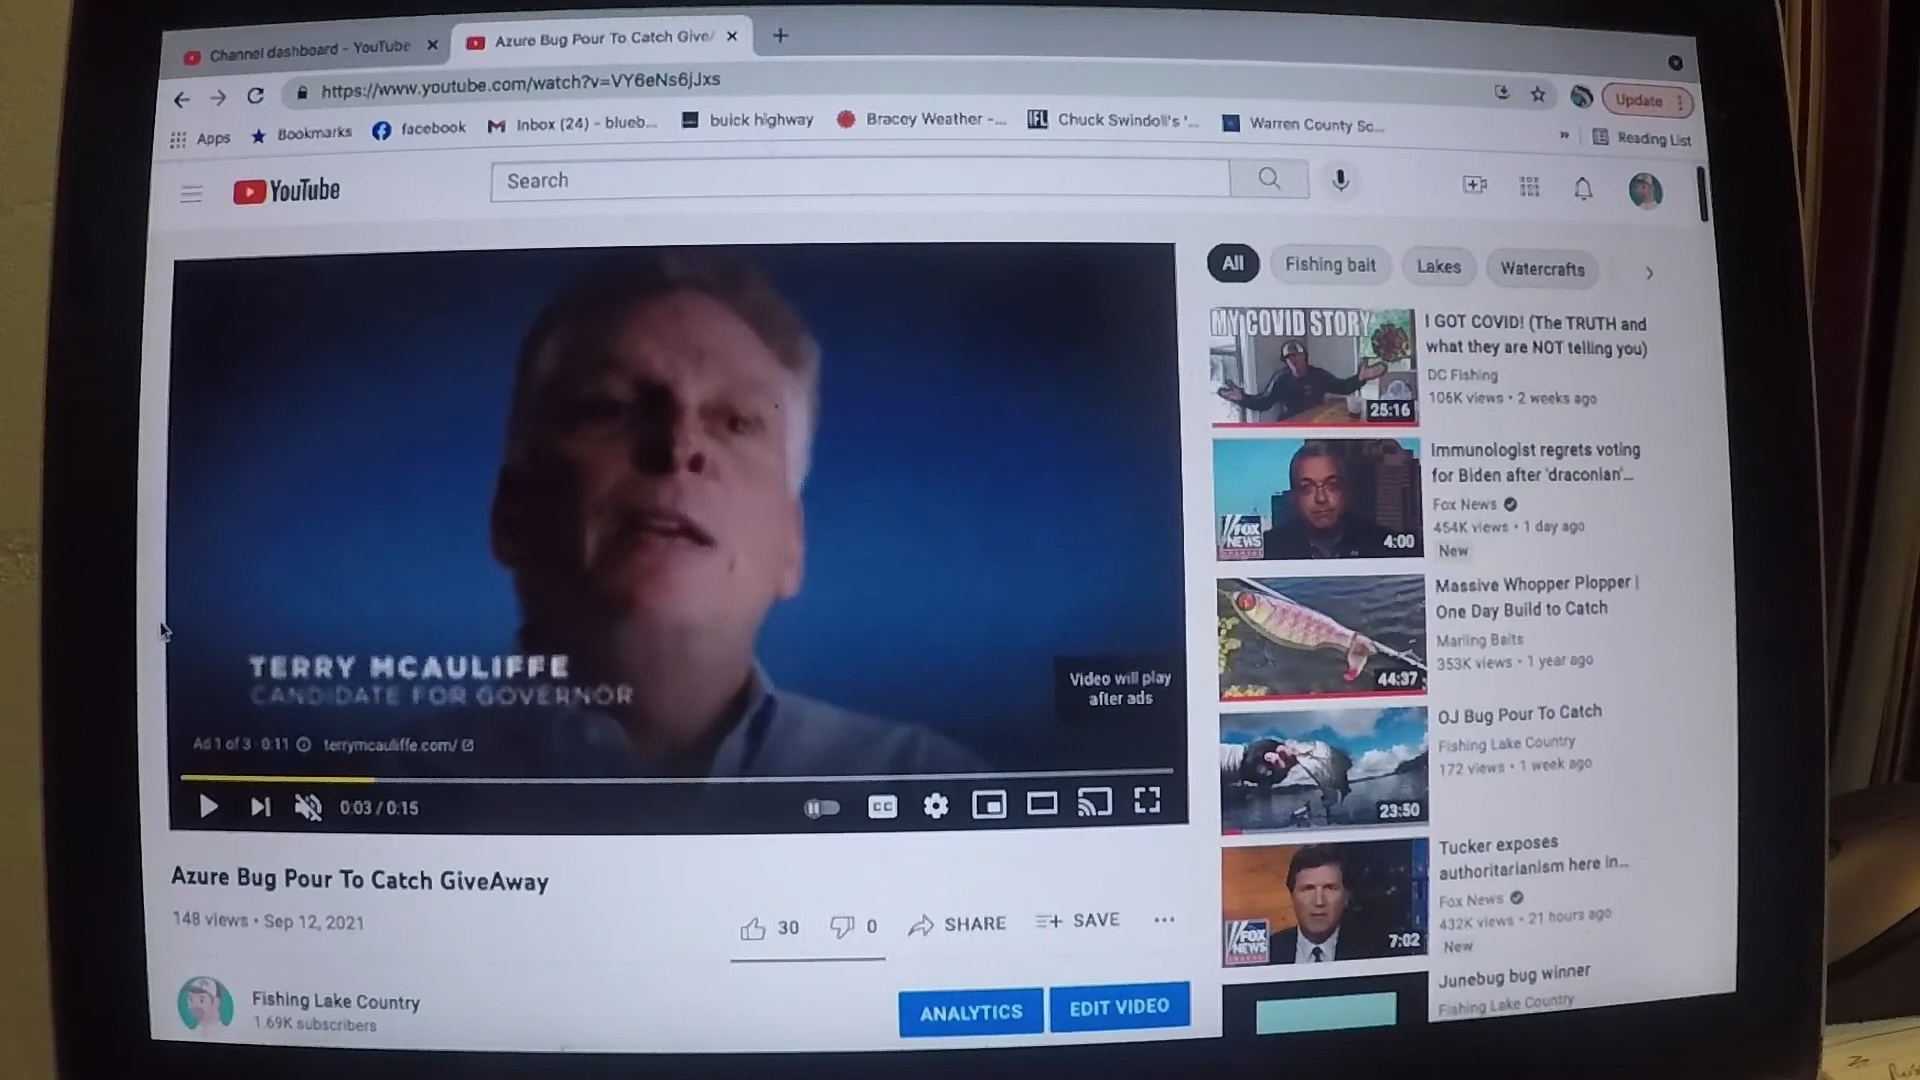 Channel dashboard - YouTube
Azure Bug Pour To Catch Give
https://www.youtube.com/watch?v=VY6eNs6jJxs
Update
Apps
Bookmarks
facebook
Inbox (24) - blueb...
buick highway
Bracey Weather -...
IFL
Chuck Swindoll's '...
Warren County Sc...
Reading List
YouTube
Search
All
Fishing bait
Lakes
Watercrafts
TERRY MCAULIFFE
CANDIDATE FOR GOVERNOR
Video will play
after ads
Ad 1 of 3 · 0:11
terrymcauliffe.com/
0:03 / 0:15
CC
Azure Bug Pour To Catch GiveAway
148 views • Sep 12, 2021
30
0
SHARE
SAVE
Fishing Lake Country
1.69K subscribers
ANALYTICS
EDIT VIDEO
MY COVID STORY
25:16
I GOT COVID! (The TRUTH and
what they are NOT telling you)
DC Fishing
106K views • 2 weeks ago
FOX
NEWS
4:00
Immunologist regrets voting
for Biden after 'draconian'...
Fox News
454K views • 1 day ago
New
44:37
Massive Whopper Plopper |
One Day Build to Catch
Marling Baits
353K views • 1 year ago
23:50
OJ Bug Pour To Catch
Fishing Lake Country
172 views • 1 week ago
FOX
NEWS
7:02
Tucker exposes
authoritarianism here in...
Fox News
432K views • 21 hours ago
New
Junebug bug winner
Fishing Lake Country